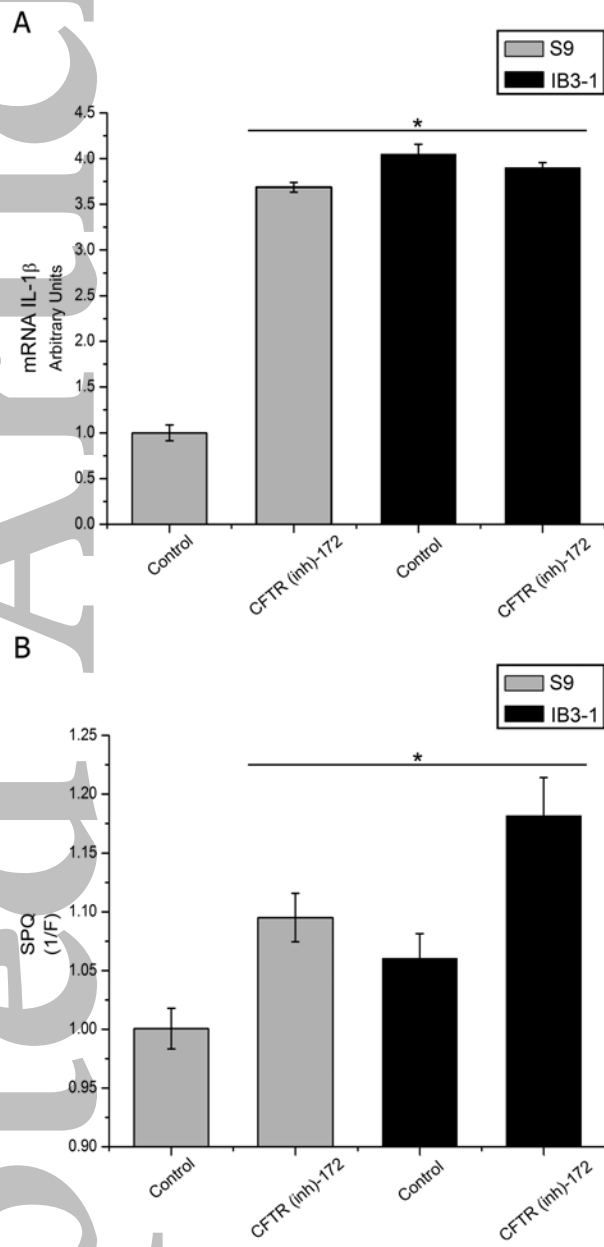 A
S9
IB3-1
*
4.5
4.0
3.5
3.0
2.5
2.0
1.5
1.0
0.5
0.0
mRNA IL-1β
Arbitrary Units
Control
CFTR (inh)-172
Control
CFTR (inh)-172
B
S9
IB3-1
*
1.25
1.20
1.15
1.10
1.05
1.00
0.95
0.90
SPQ
(1/F)
Control
CFTR (inh)-172
Control
CFTR (inh)-172